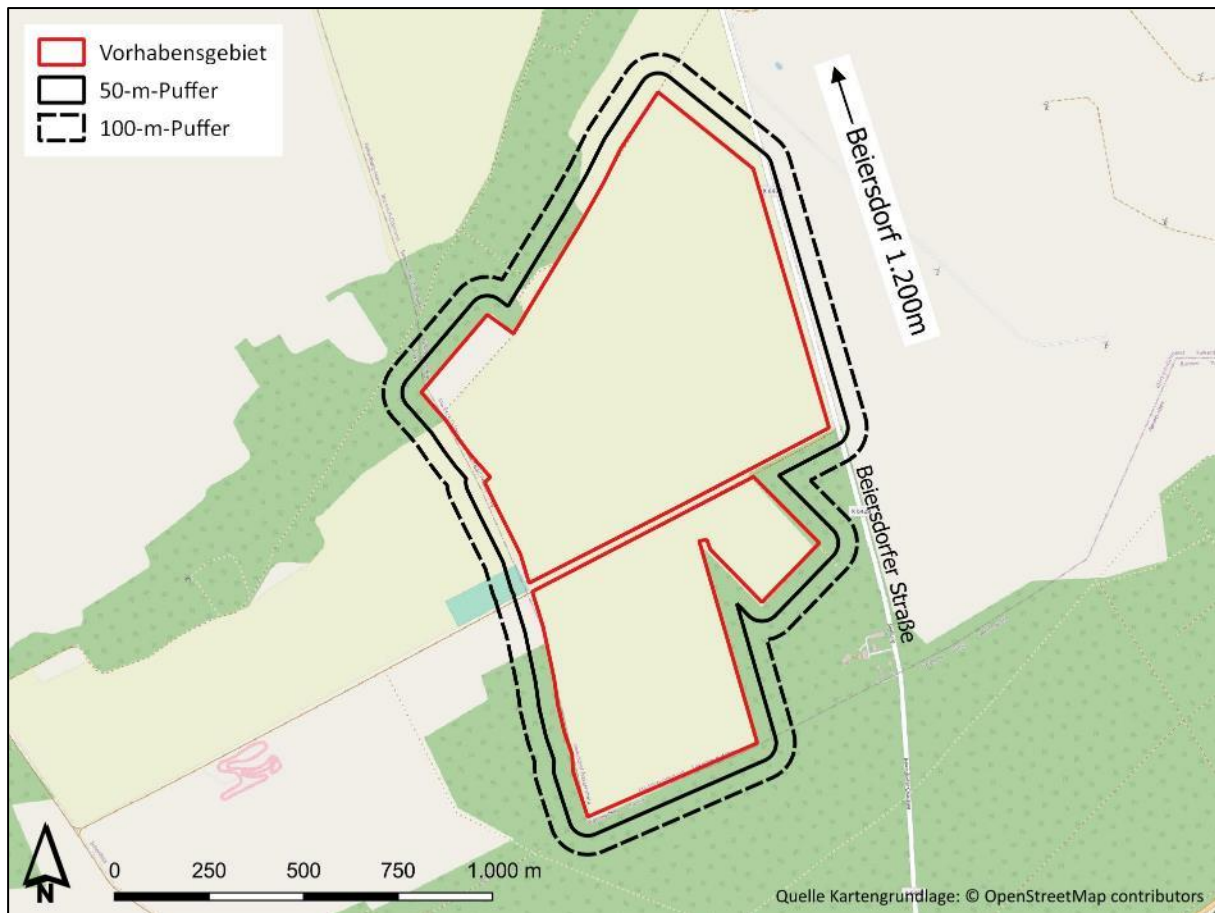 Vorhabensgebiet
50-m-Puffer
100-m-Puffer
Beiersdorf 1.200m
Beiersdorfer Straße
N
0 250 500 750 1.000 m
Quelle Kartengrundlage: © OpenStreetMap contributors